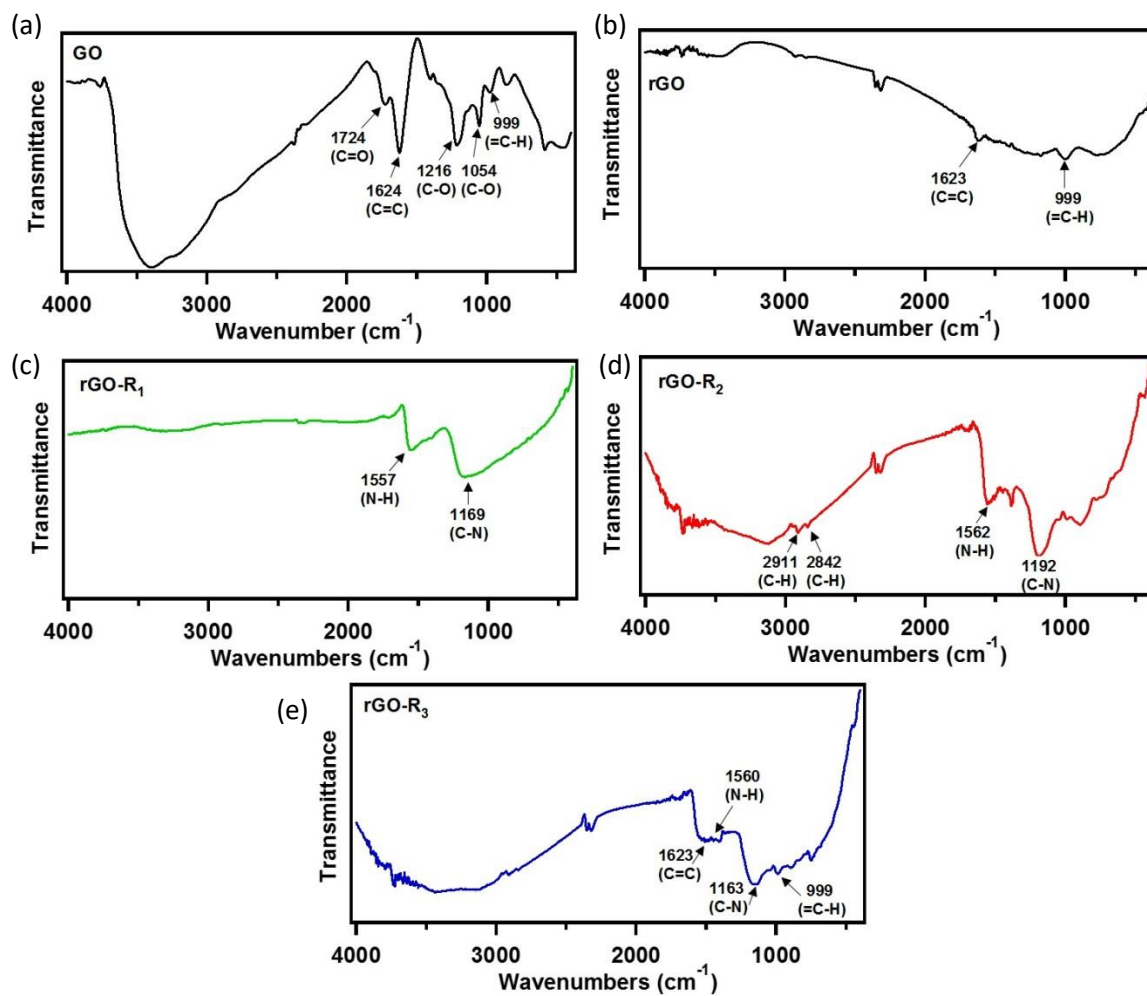 (a)
GO
Transmittance
1724
(C=O)
1624
(C=C)
1216
(C-O)
1054
(C-O)
999
(=C-H)
4000 3000 2000 1000
Wavenumber (cm-1)
(b)
rGO
Transmittance
1623
(C=C)
999
(=C-H)
4000 3000 2000 1000
Wavenumber (cm-1)
(c)
rGO-R1
Transmittance
1557
(N-H)
1169
(C-N)
4000 3000 2000 1000
Wavenumbers (cm-1)
(d)
rGO-R2
Transmittance
2911
(C-H)
2842
(C-H)
1562
(N-H)
1192
(C-N)
4000 3000 2000 1000
Wavenumbers (cm-1)
(e)
rGO-R3
Transmittance
1560
(N-H)
1623
(C=C)
1163
(C-N)
999
(=C-H)
4000 3000 2000 1000
Wavenumbers (cm-1)